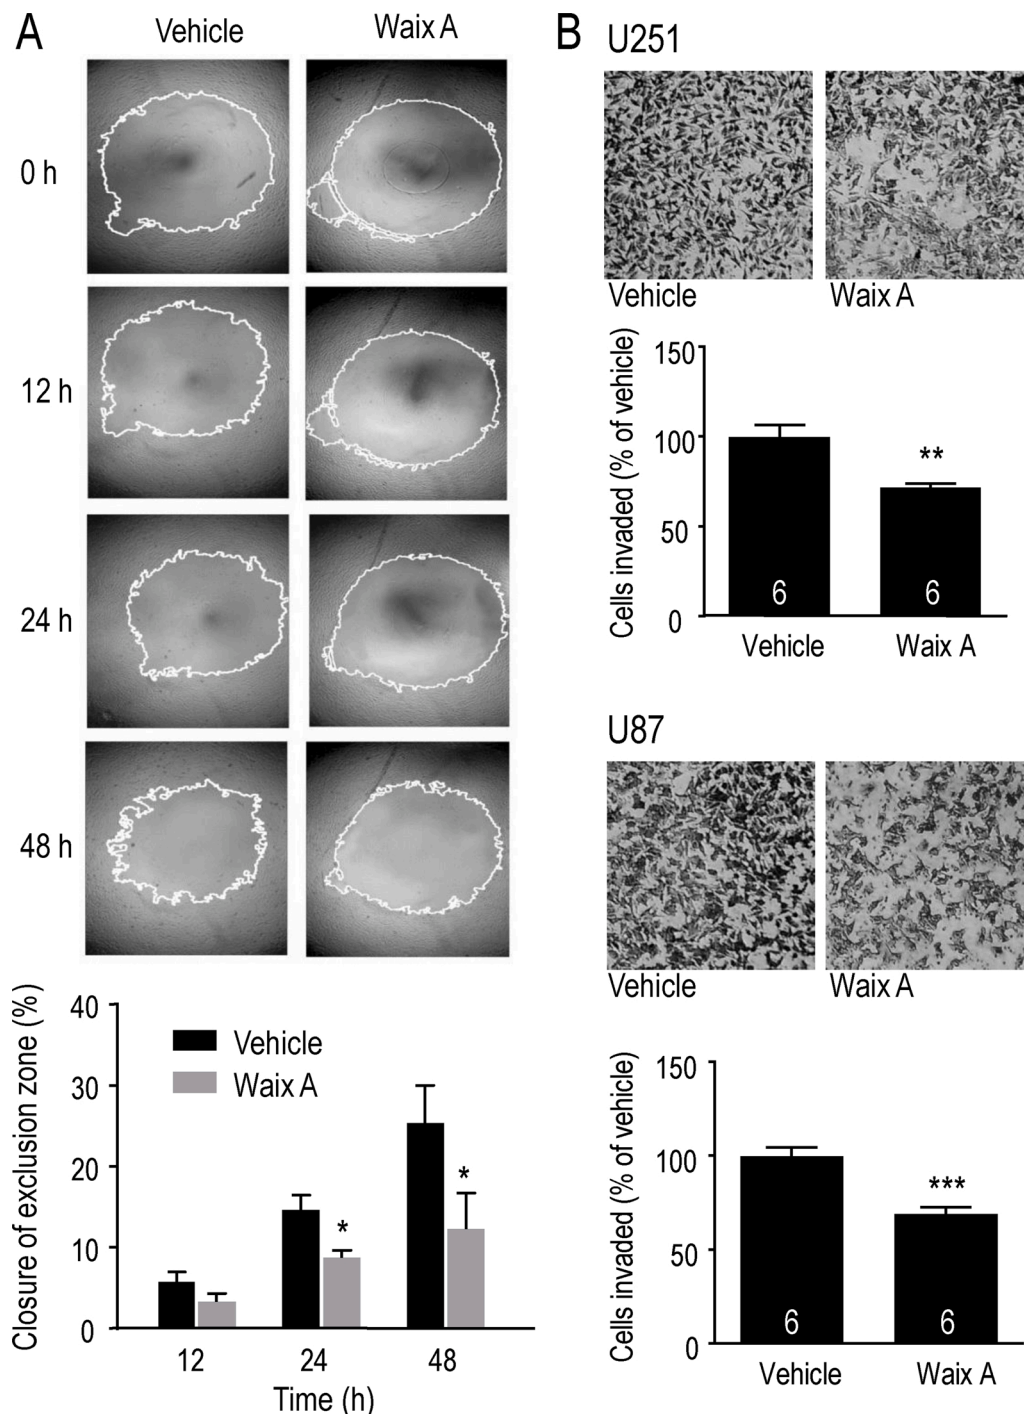 A
Vehicle
Waix A
0 h
12 h
24 h
48 h
Closure of exclusion zone (%)
40
30
20
10
0
Vehicle
Waix A
*
*
12
24
48
Time (h)
B
U251
Vehicle
Waix A
Cells invaded (% of vehicle)
150
100
50
0
**
6
6
Vehicle
Waix A
U87
Vehicle
Waix A
Cells invaded (% of vehicle)
150
100
50
0
***
6
6
Vehicle
Waix A